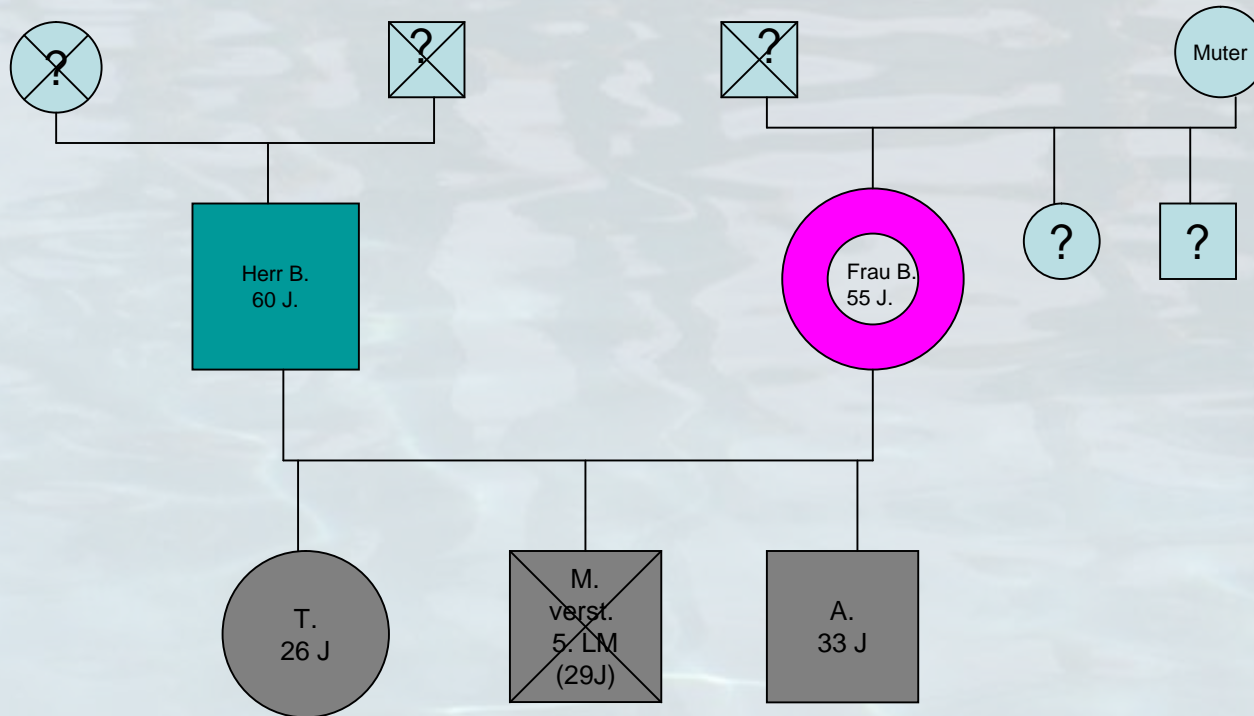 ?
?
?
Muter
Herr B.
60 J.
Frau B.
55 J.
?
?
T.
26 J
M.
verst.
5. LM
(29J)
A.
33 J